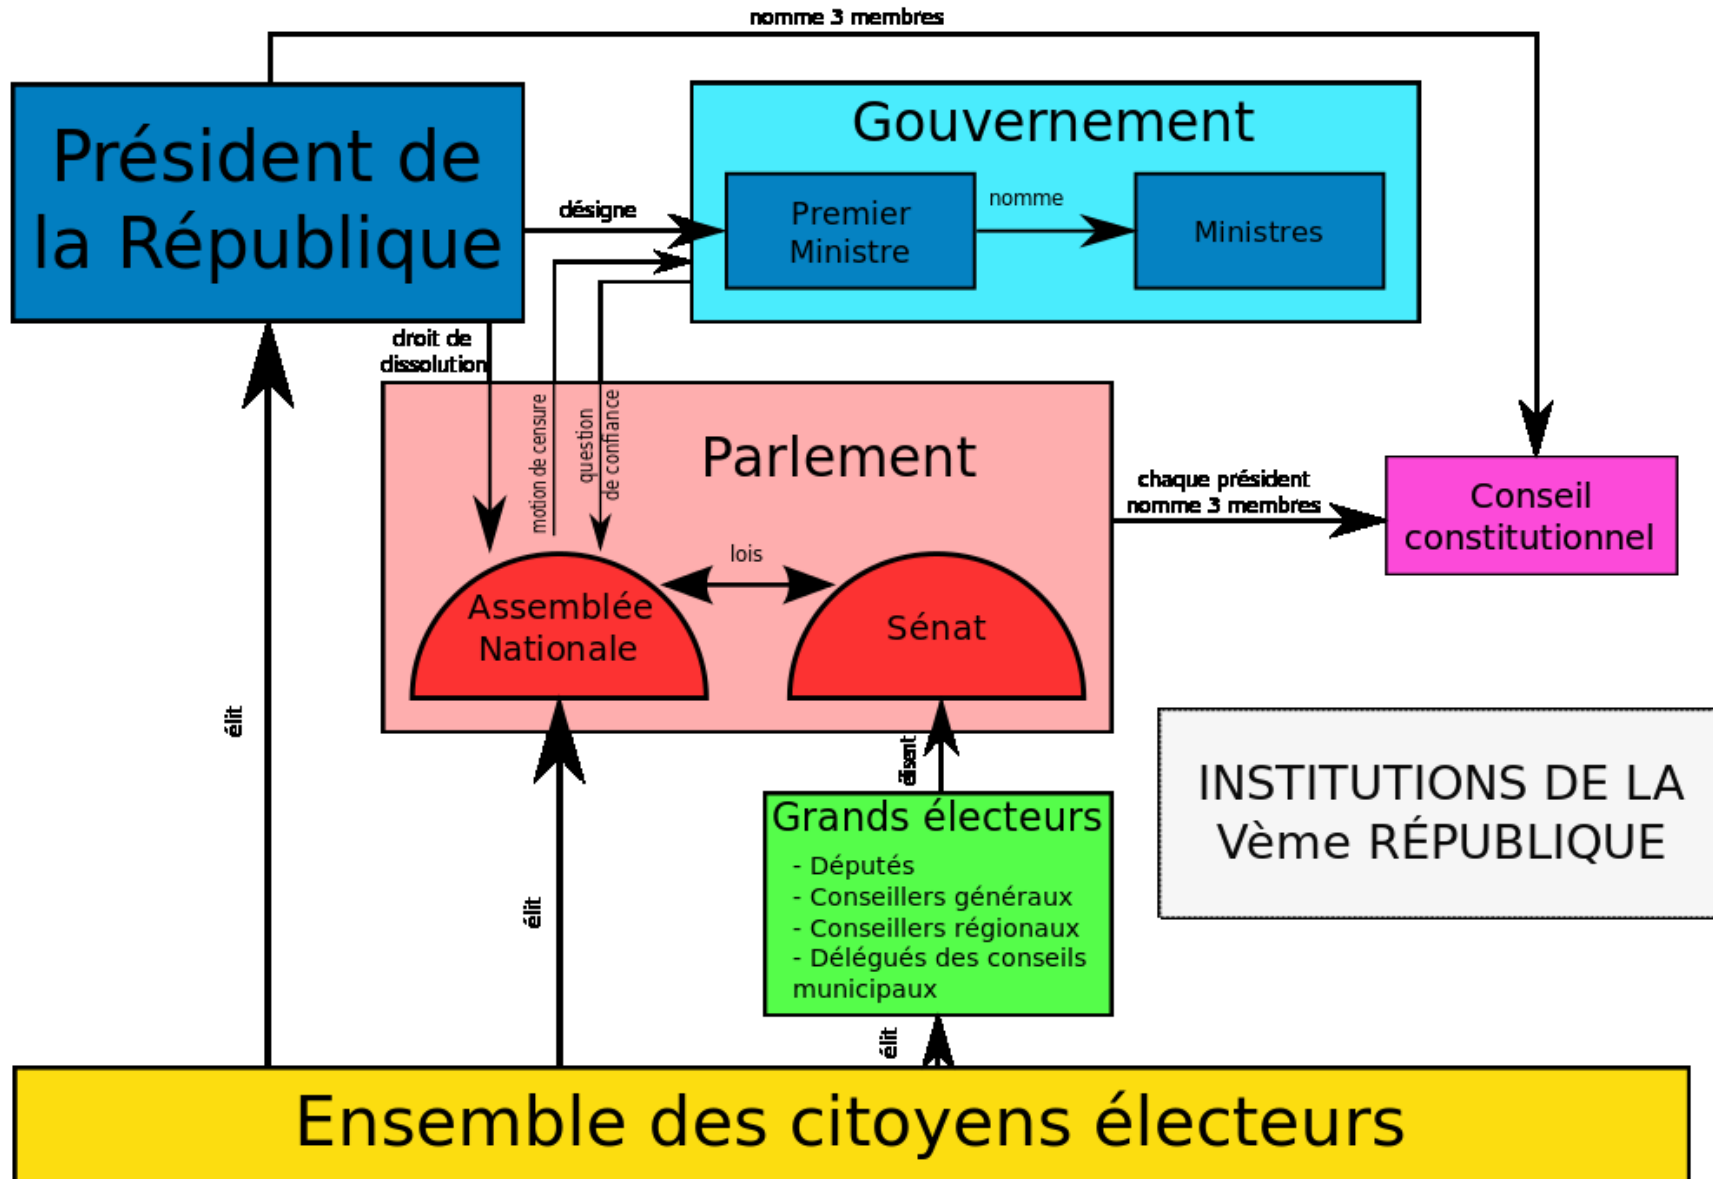 nomme 3 membres
Président de
la République
Gouvernement
désigne
Premier
Ministre
nomme
Ministres
droit de
dissolution
motion de censure
question
de confiance
Parlement
chaque président
nomme 3 membres
Conseil
constitutionnel
lois
Assemblée
Nationale
Sénat
élit
élisent
INSTITUTIONS DE LA
Vème RÉPUBLIQUE
Grands électeurs
- Députés
- Conseillers généraux
- Conseillers régionaux
- Délégués des conseils
municipaux
élit
élit
Ensemble des citoyens électeurs